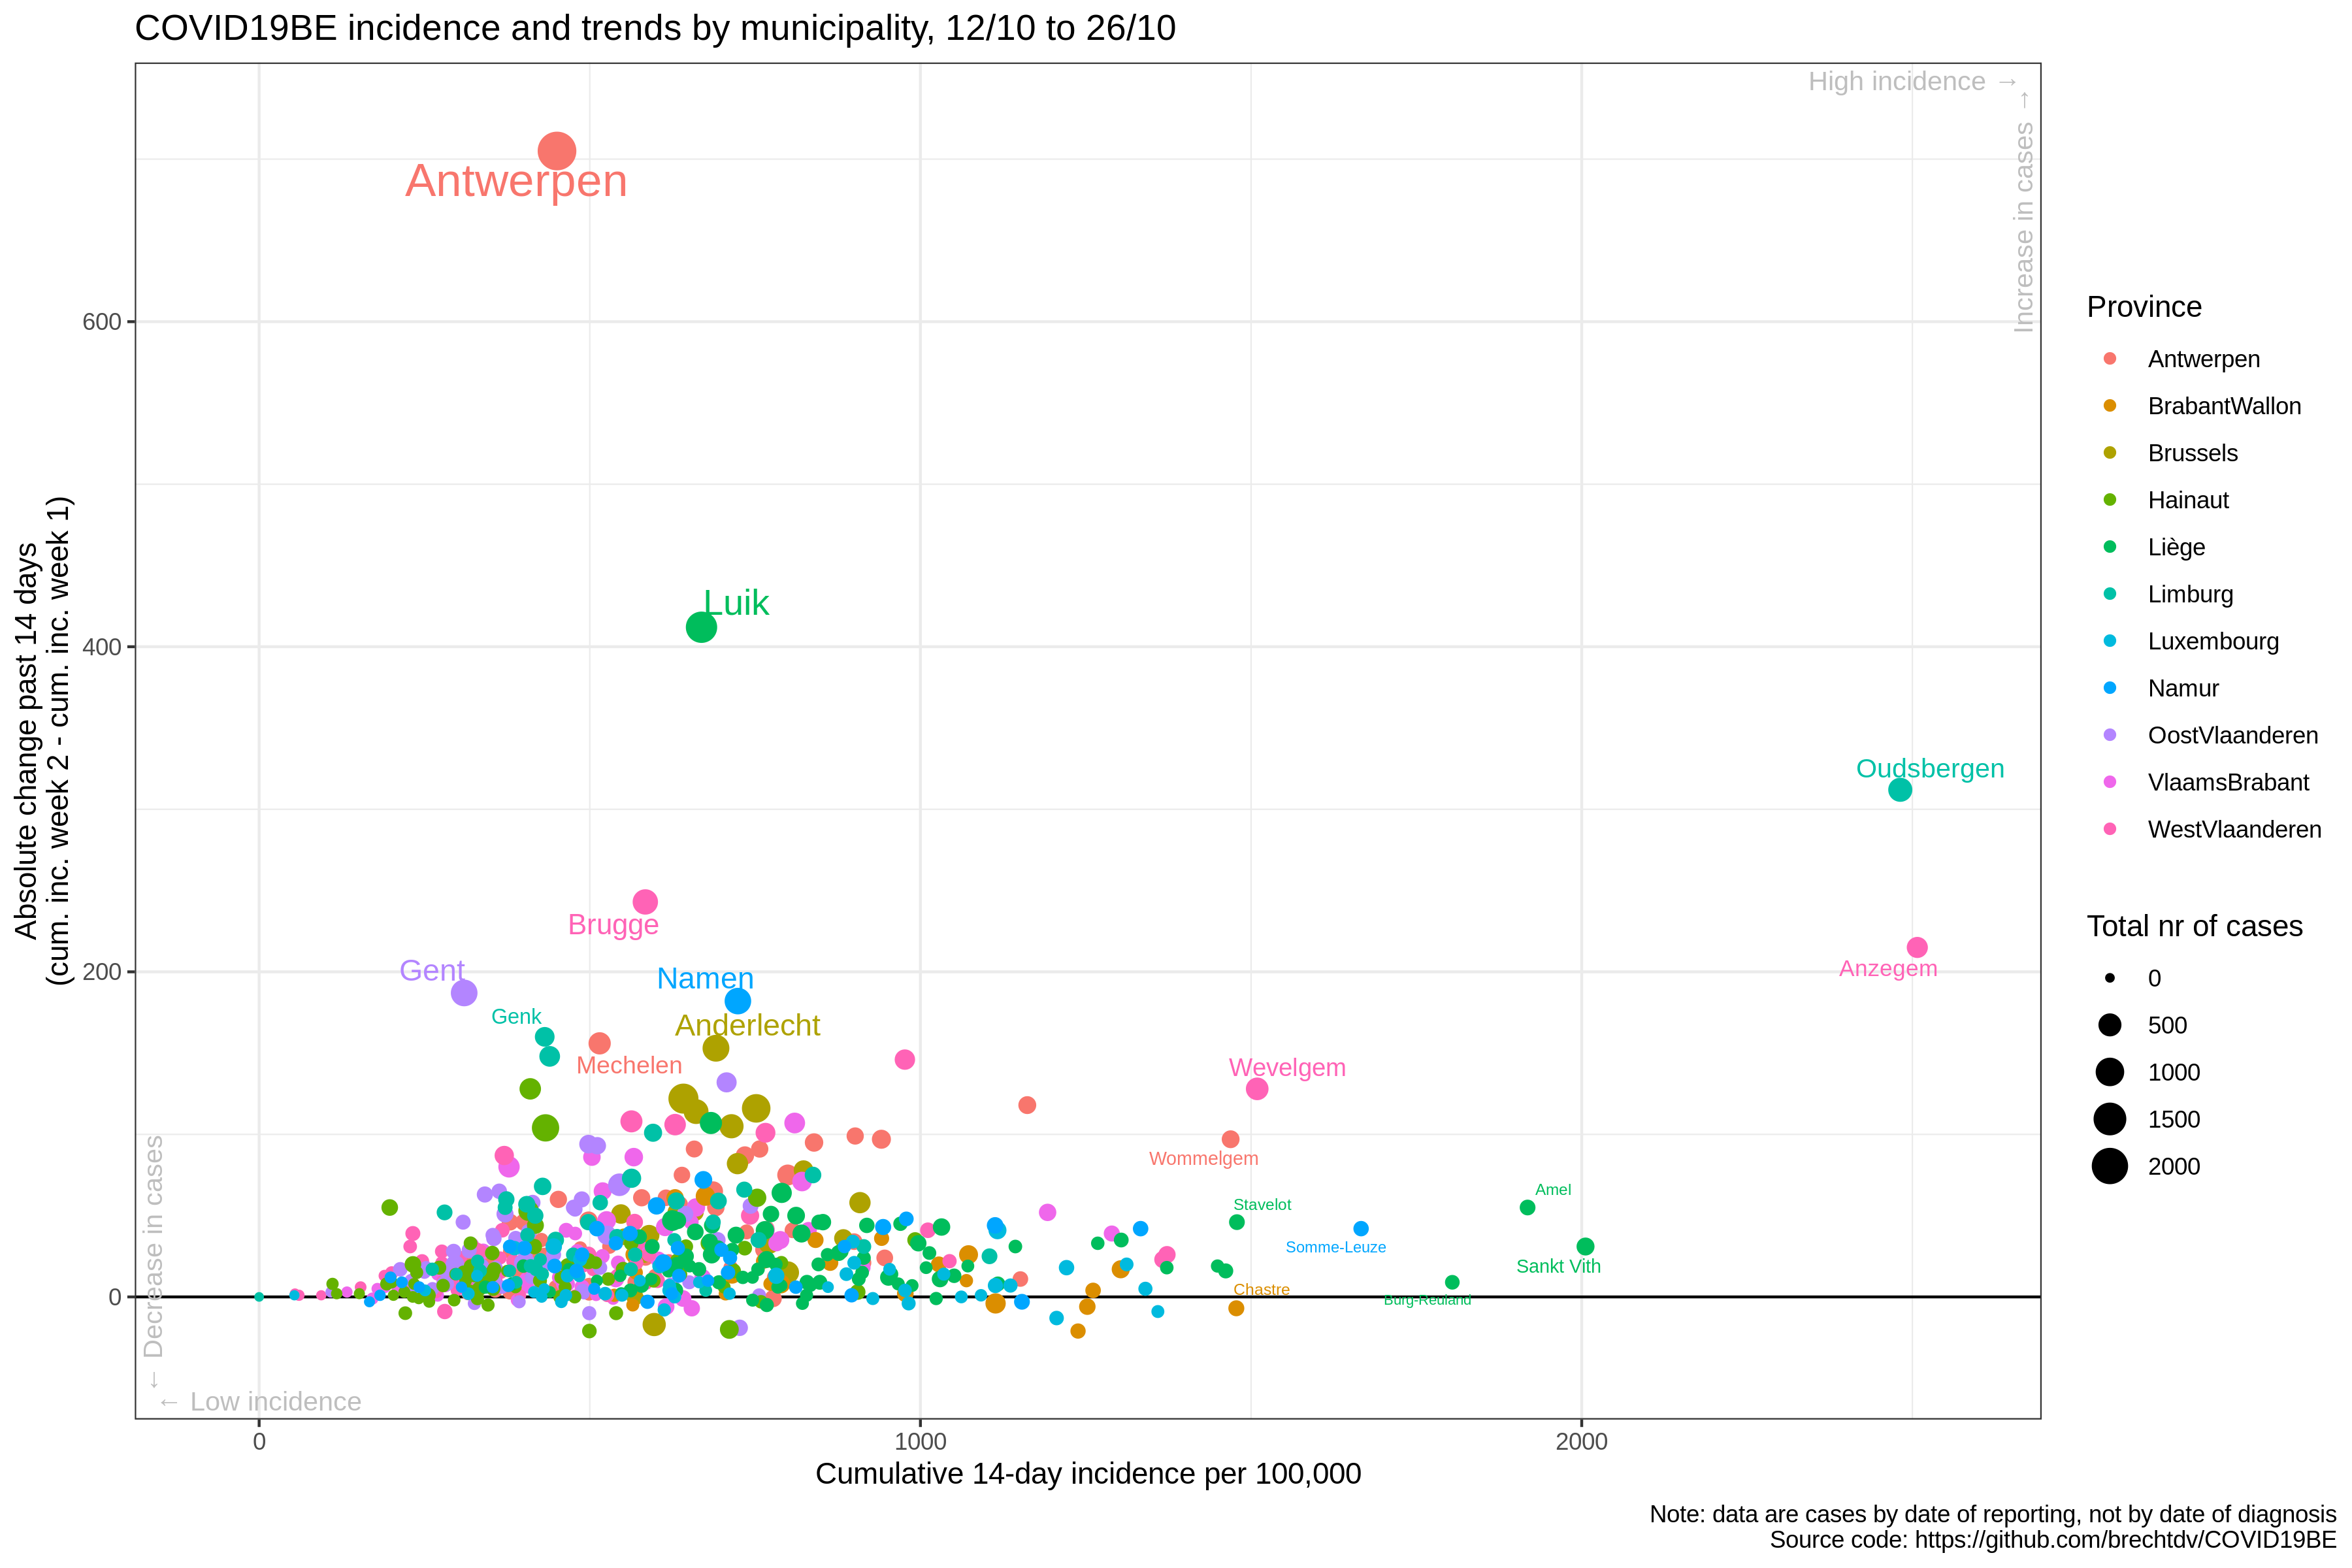 COVID19BE incidence and trends by municipality, 12/10 to 26/10
High incidence →
Increase in cases →
Antwerpen
Luik
Oudsbergen
Brugge
Anzegem
Gent
Namen
Genk
Anderlecht
Mechelen
Wevelgem
Wommelgem
Amel
Stavelot
Somme-Leuze
Sankt Vith
Chastre
Burg-Reuland
← Decrease in cases
← Low incidence
600
400
200
0
0
1000
2000
Absolute change past 14 days
(cum. inc. week 2 - cum. inc. week 1)
Cumulative 14-day incidence per 100,000
Province
Antwerpen
BrabantWallon
Brussels
Hainaut
Liège
Limburg
Luxembourg
Namur
OostVlaanderen
VlaamsBrabant
WestVlaanderen
Total nr of cases
0
500
1000
1500
2000
Note: data are cases by date of reporting, not by date of diagnosis
Source code: https://github.com/brechtdv/COVID19BE